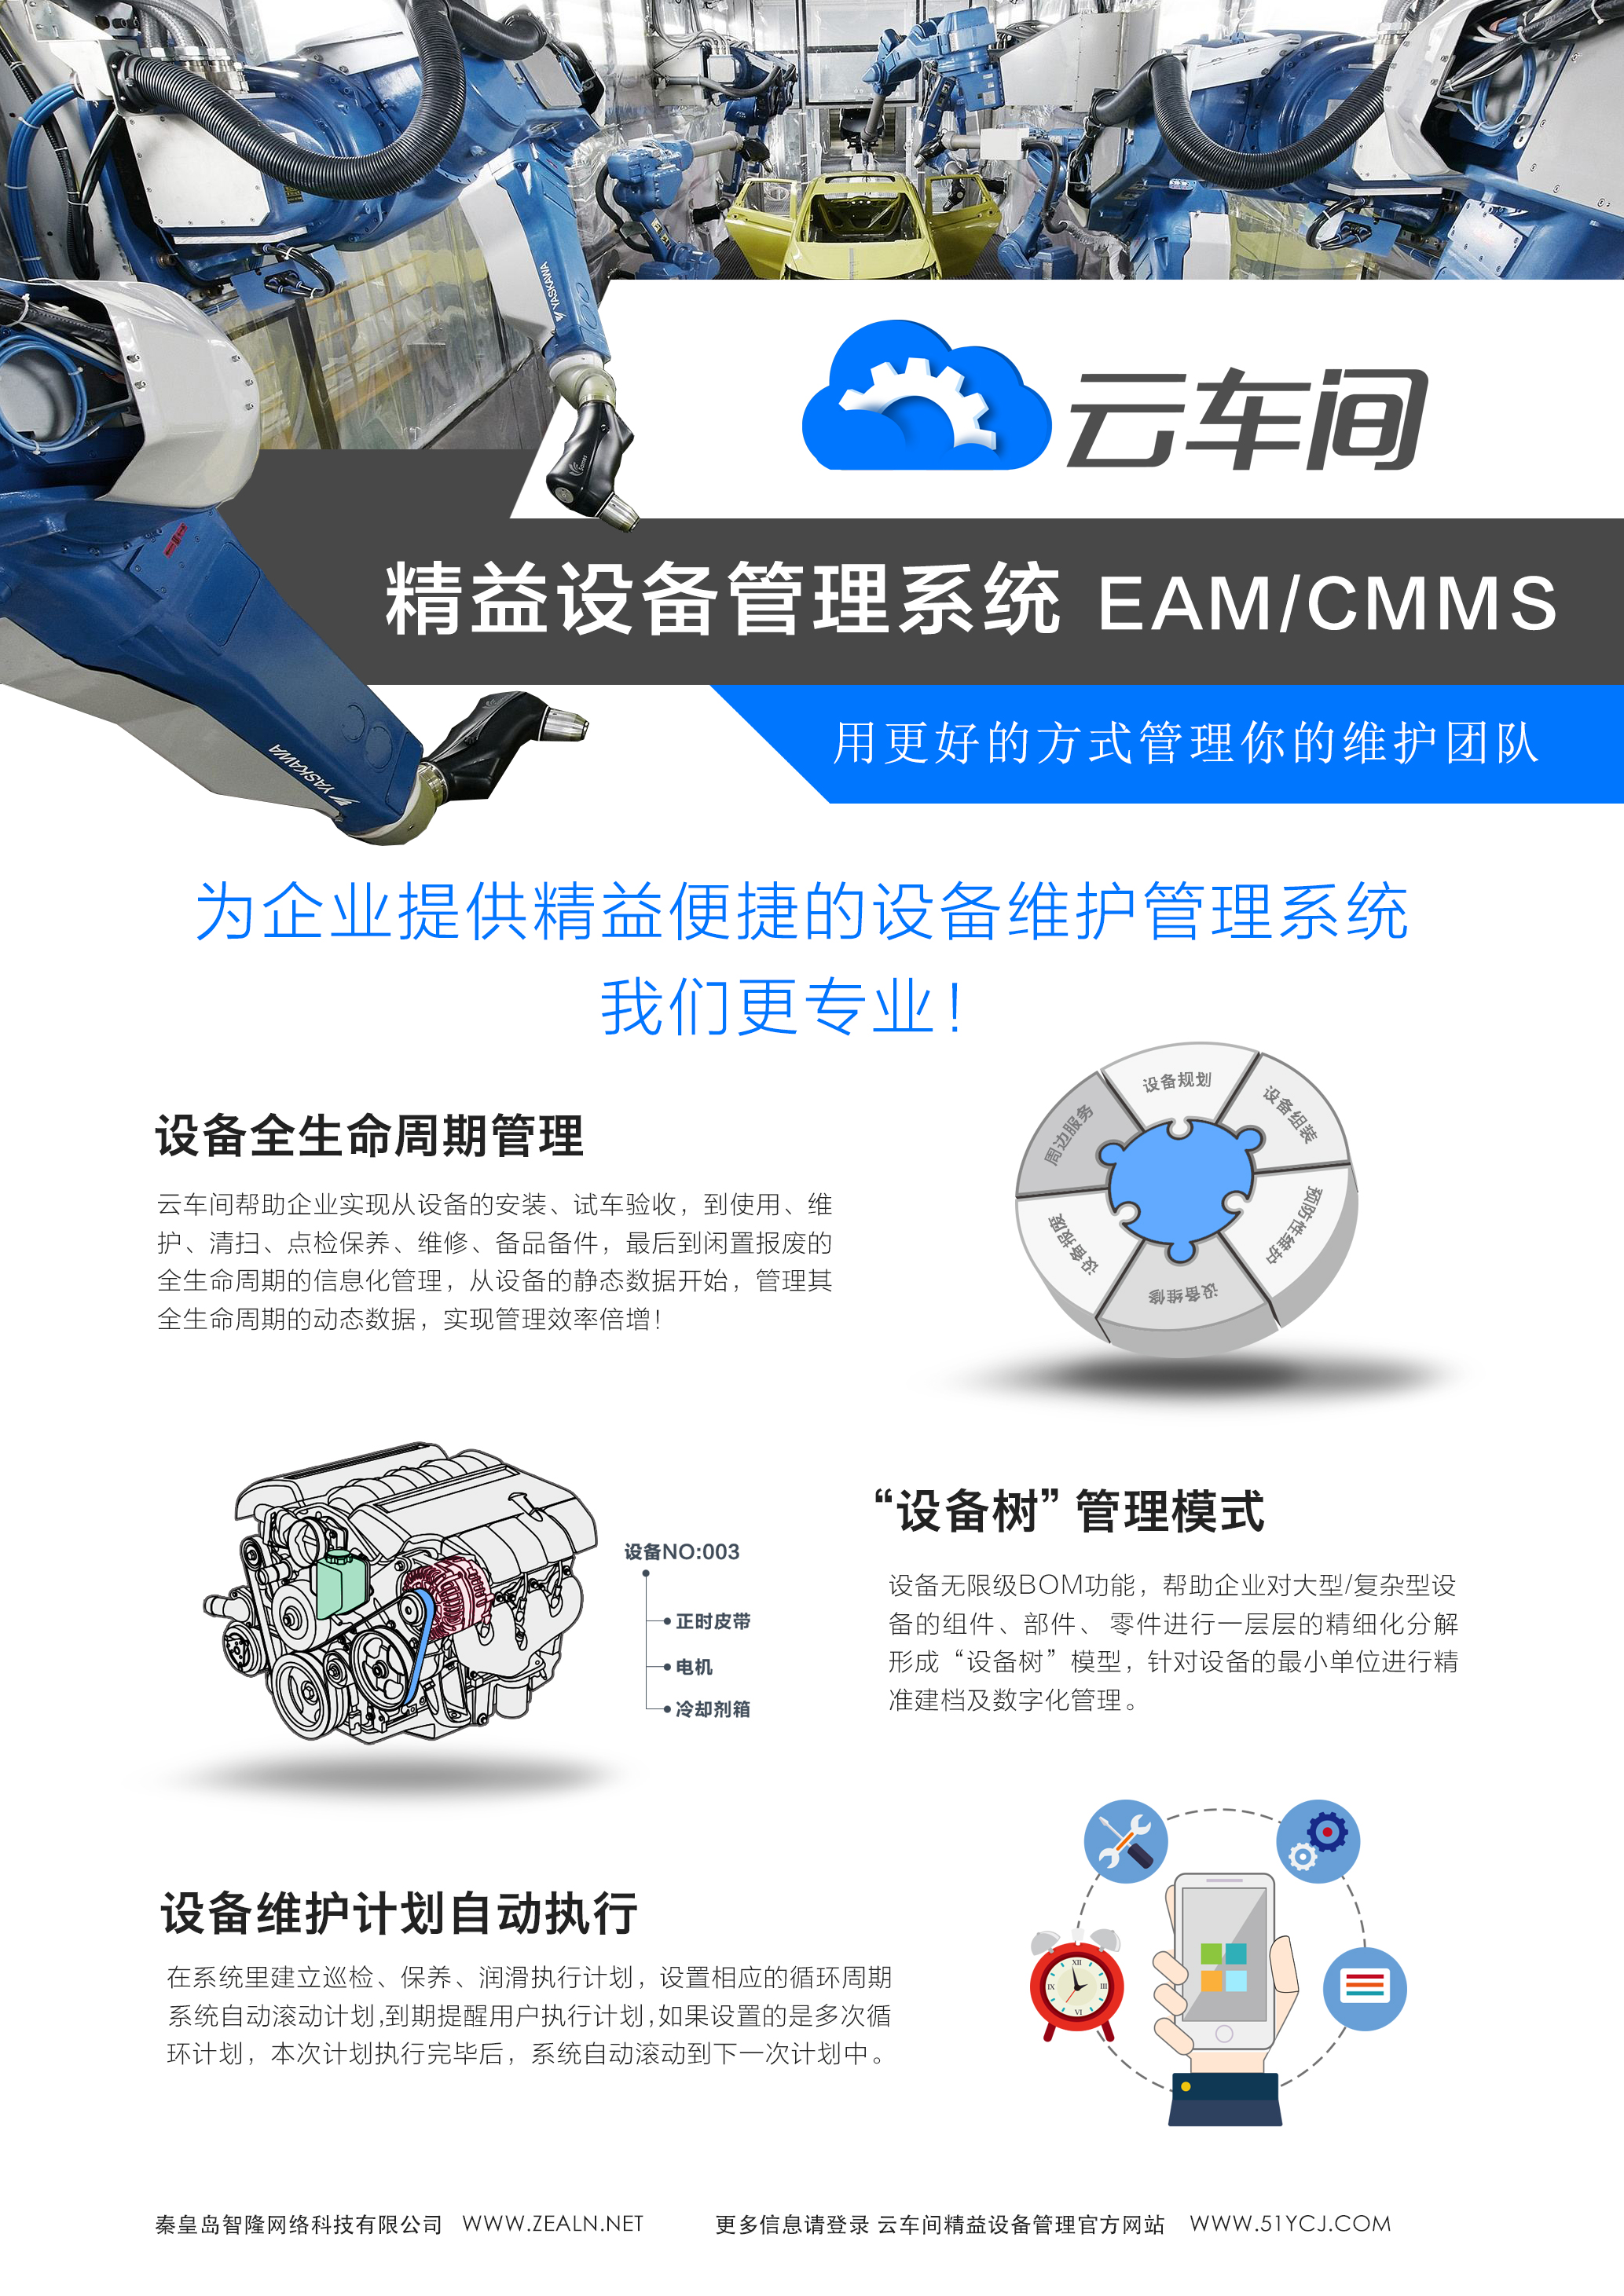 YASKAWA
云车间
精益设备管理系统 EAM/CMMS
用更好的方式管理你的维护团队
YASKAWA
为企业提供精益便捷的设备维护管理系统
我们更专业！
设备全生命周期管理
云车间帮助企业实现从设备的安装、试车验收，到使用、维
护、清扫、点检保养、维修、备品备件，最后到闲置报废的
全生命周期的信息化管理，从设备的静态数据开始，管理其
全生命周期的动态数据，实现管理效率倍增！
设备规划
设备组装
预防性维护
设备维修
设备报废
周边服务
设备NO:003
正时皮带
电机
冷却剂箱
“设备树”管理模式
设备无限级BOM功能，帮助企业对大型/复杂型设
备的组件、部件、 零件进行一层层的精细化分解
形成“设备树”模型，针对设备的最小单位进行精
准建档及数字化管理。
设备维护计划自动执行
在系统里建立巡检、保养、润滑执行计划，设置相应的循环周期
系统自动滚动计划,到期提醒用户执行计划,如果设置的是多次循
环计划，本次计划执行完毕后，系统自动滚动到下一次计划中。
XII
III
VI
IX
秦皇岛智隆网络科技有限公司 WWW.ZEALN.NET 更多信息请登录 云车间精益设备管理官方网站 WWW.51YCJ.COM